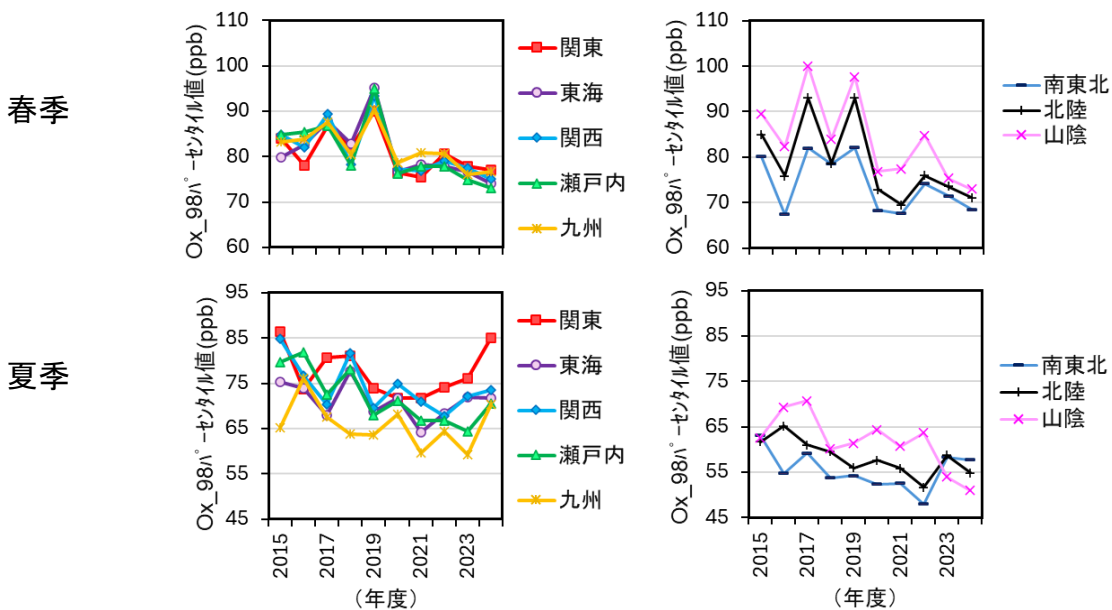 春季
Ox_98パーセンタイル値(ppb)
110
100
90
80
70
60
関東
東海
関西
瀬戸内
九州
Ox_98パーセンタイル値(ppb)
110
100
90
80
70
60
南東北
北陸
山陰
夏季
Ox_98パーセンタイル値(ppb)
95
85
75
65
55
45
2015
2017
2019
2021
2023
(年度)
関東
東海
関西
瀬戸内
九州
Ox_98パーセンタイル値(ppb)
95
85
75
65
55
45
2015
2017
2019
2021
2023
(年度)
南東北
北陸
山陰